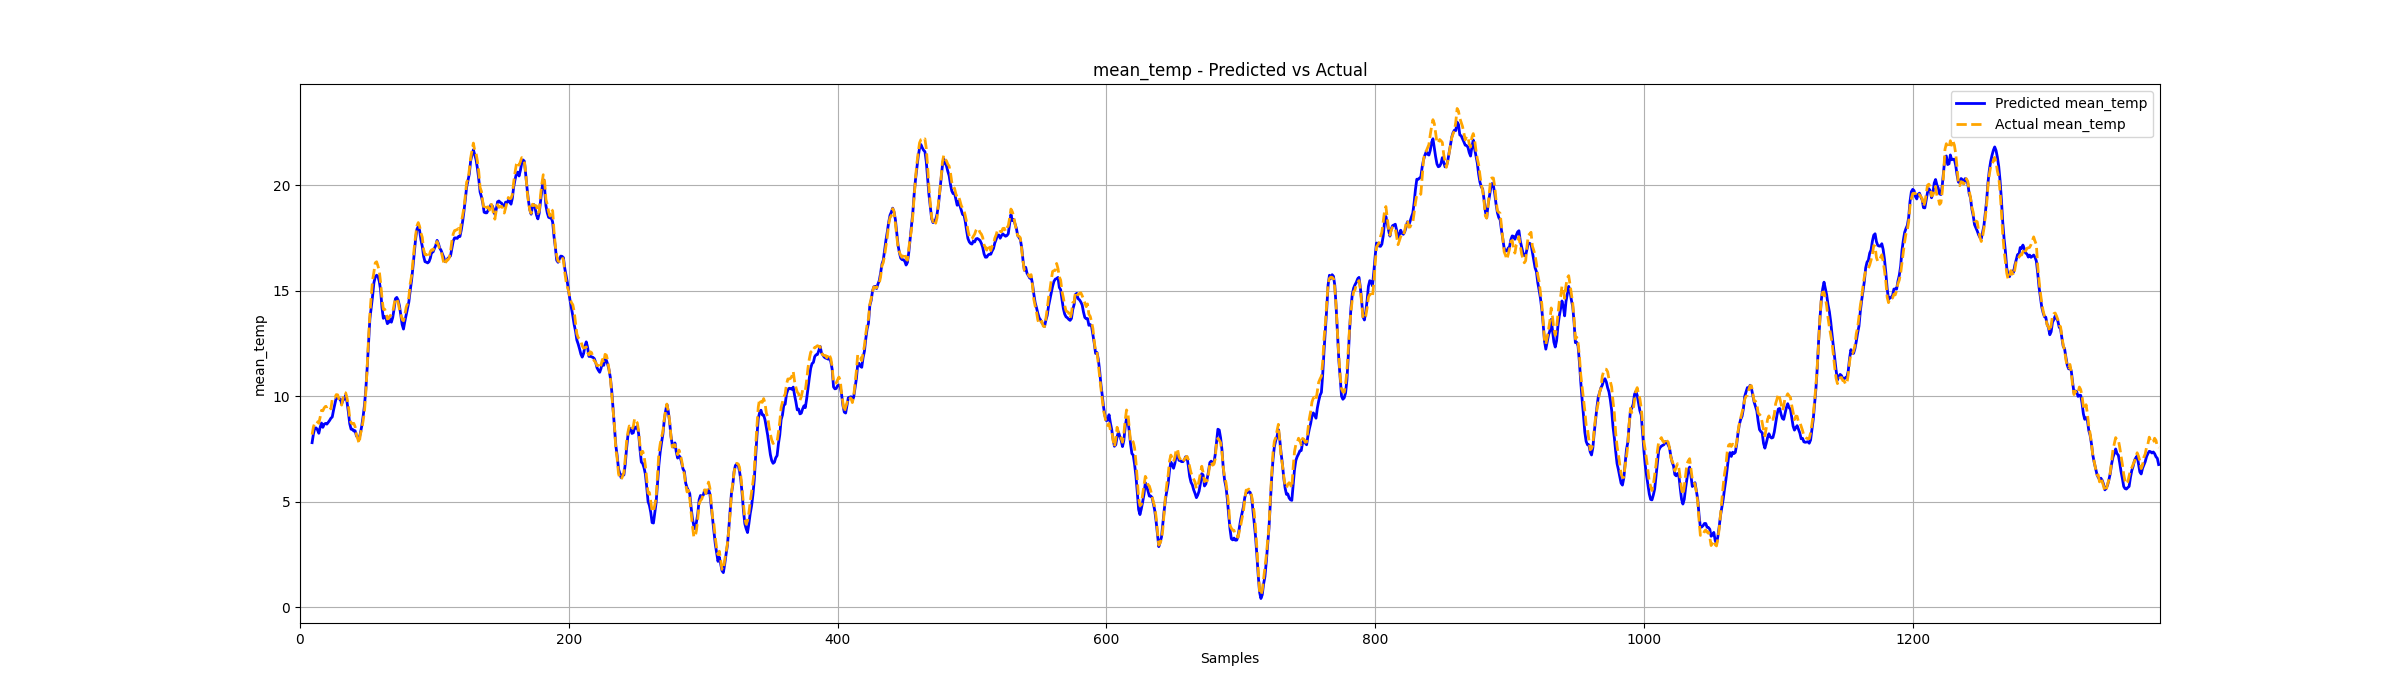 mean_temp - Predicted vs Actual
Predicted mean_temp
Actual mean_temp
mean_temp
20
15
10
5
0
0 200 400 600 800 1000 1200
Samples